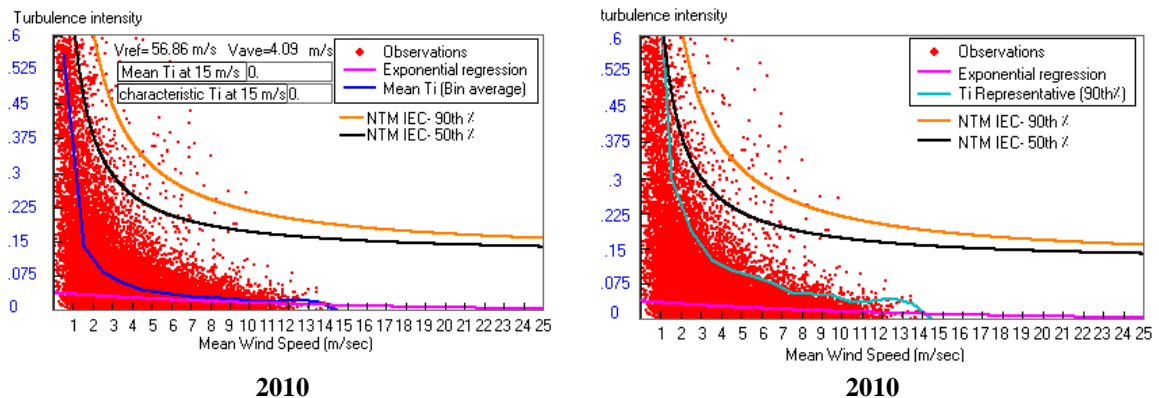 Turbulence intensity
Vref= 56.86 m/s Vave=4.09 m/s
Mean Ti at 15 m/s 0.
characteristic Ti at 15 m/s 0.
Observations
Exponential regression
Mean Ti (Bin average)
NTM IEC- 90th %
NTM IEC- 50th %
.6
.525
.45
.375
.3
.225
.15
.075
0
1 2 3 4 5 6 7 8 9 10 11 12 13 14 15 16 17 18 19 20 21 22 23 24 25
Mean Wind Speed (m/sec)
2010
turbulence intensity
Observations
Exponential regression
Ti Representative (90th%)
NTM IEC- 90th %
NTM IEC- 50th %
.6
.525
.45
.375
.3
.225
.15
.075
0
1 2 3 4 5 6 7 8 9 10 11 12 13 14 15 16 17 18 19 20 21 22 23 24 25
Mean Wind Speed (m/sec)
2010